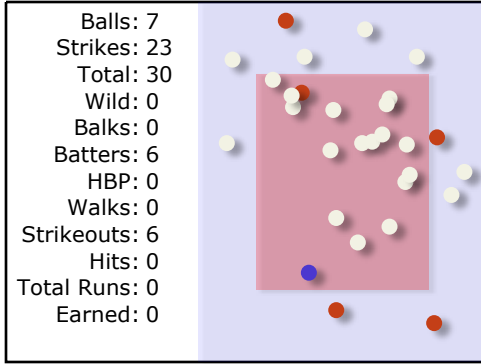 Balls: 7
Strikes: 23
Total: 30
Wild: 0
Balks: 0
Batters: 6
HBP: 0
Walks: 0
Strikeouts: 6
Hits: 0
Total Runs: 0
Earned: 0